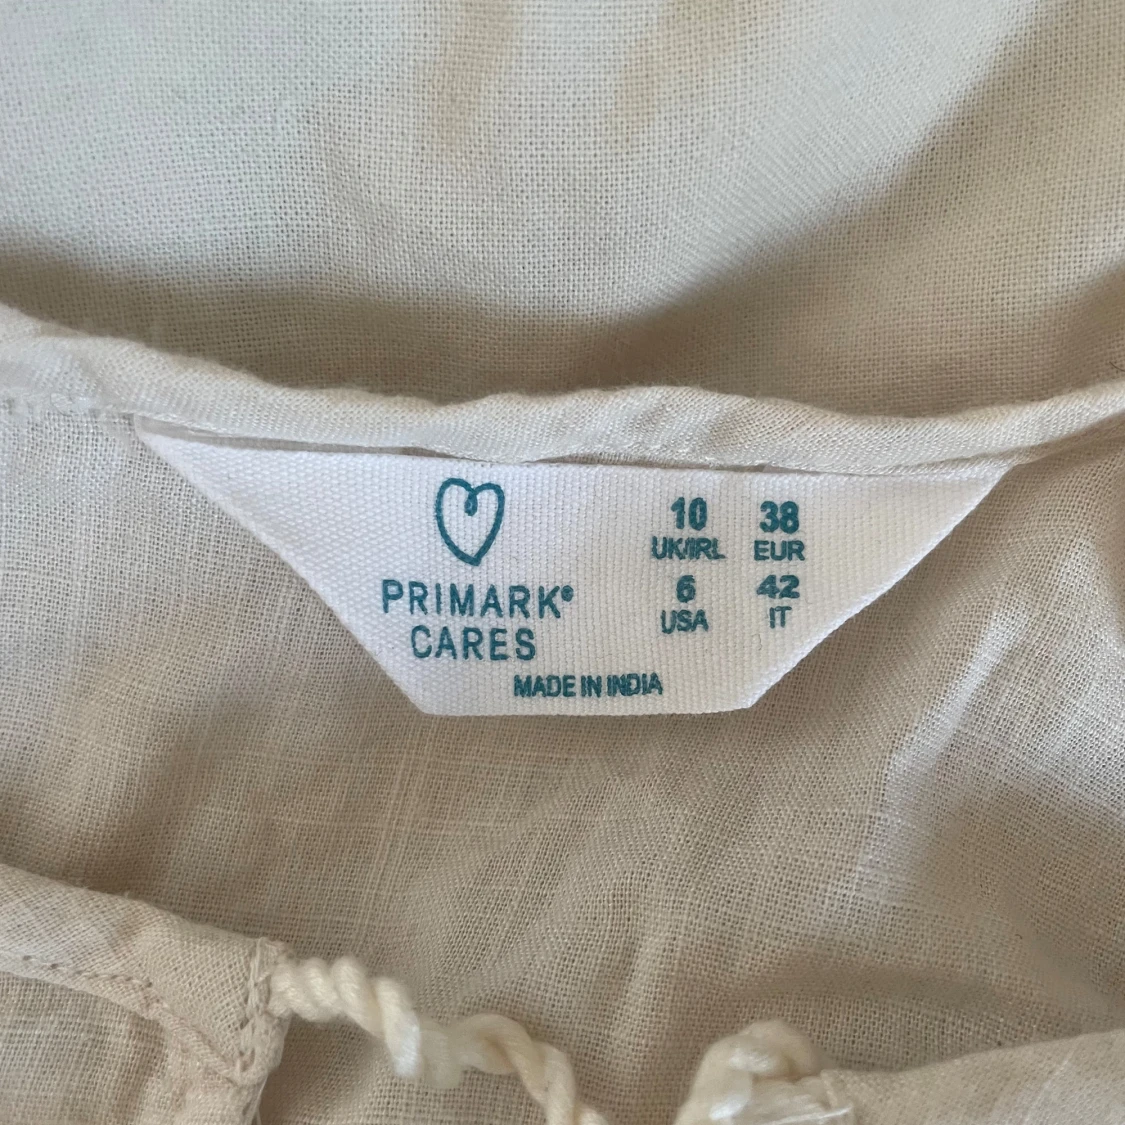 PRIMARK®
CARES
10 38
UK/IRL EUR
6 42
USA IT
MADE IN INDIA